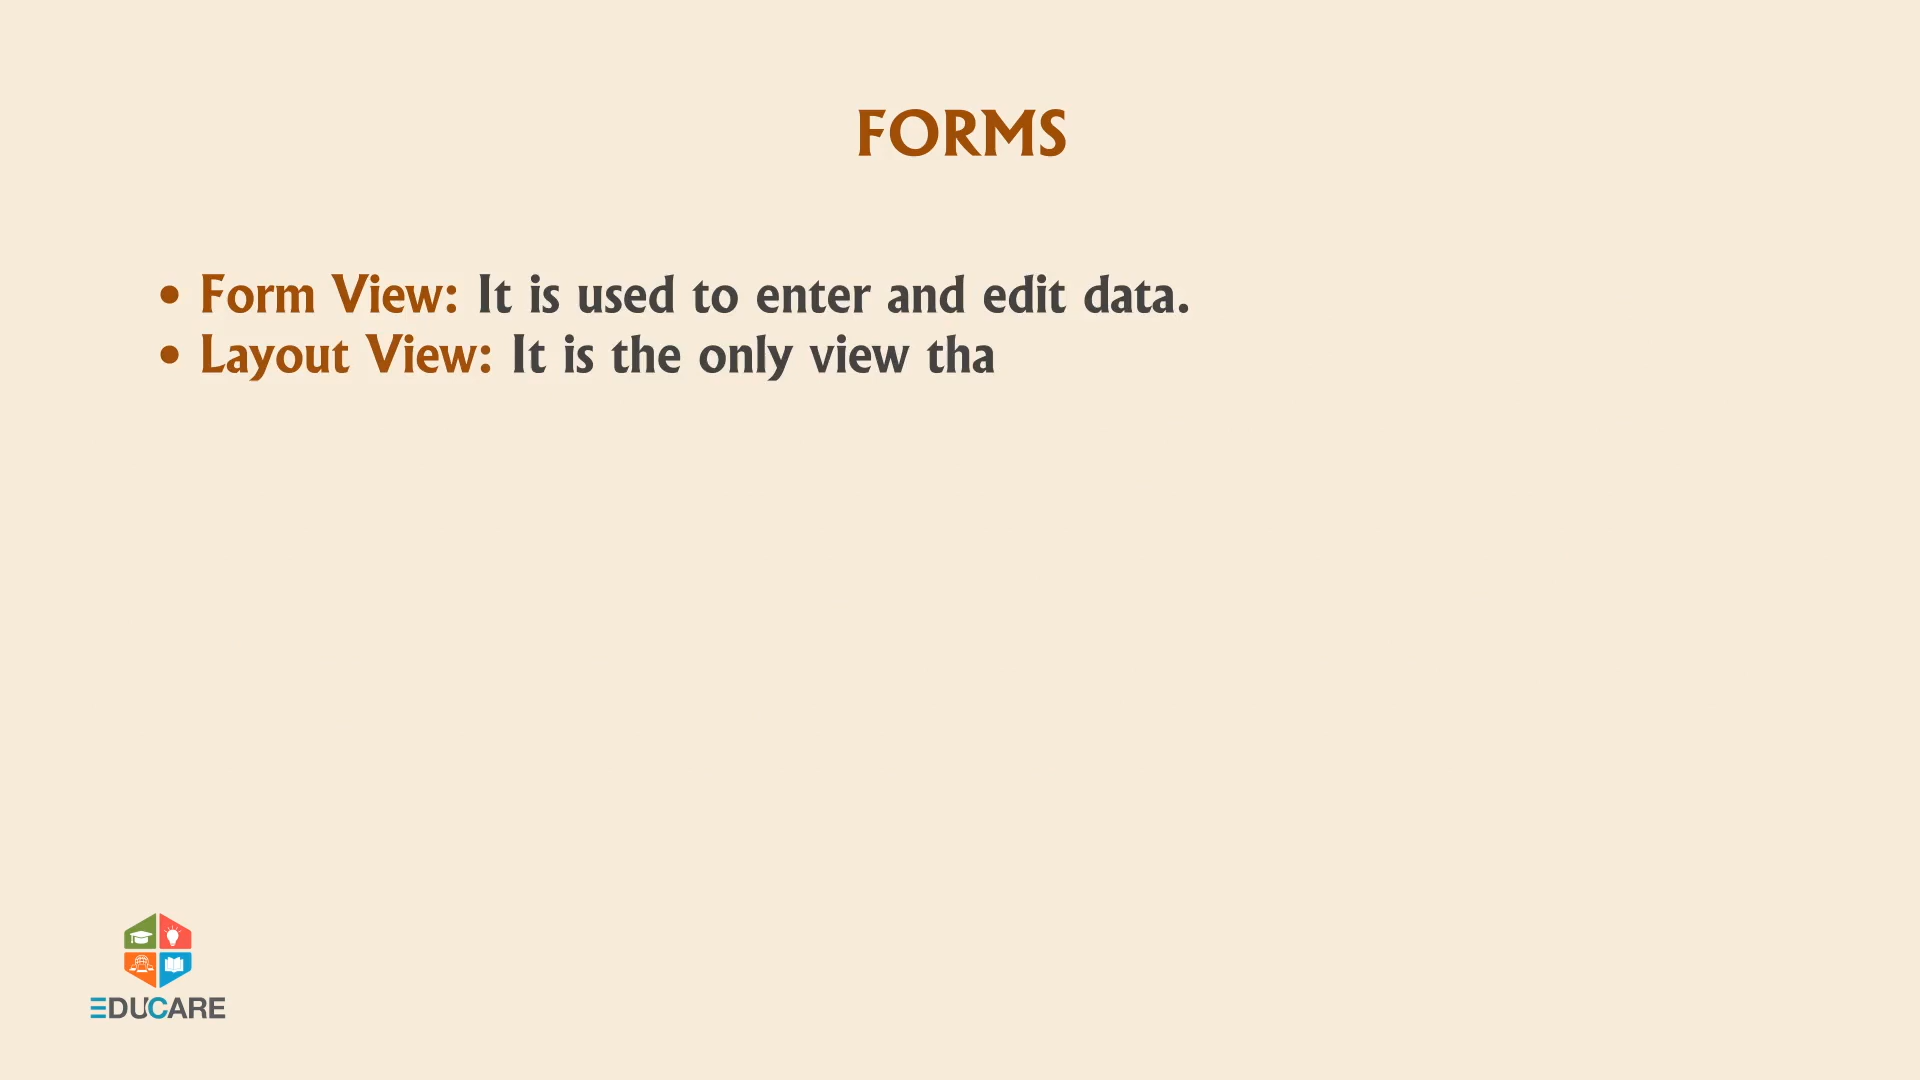 FORMS
• Form View: It is used to enter and edit data.
• Layout View: It is the only view tha
EDUCARE